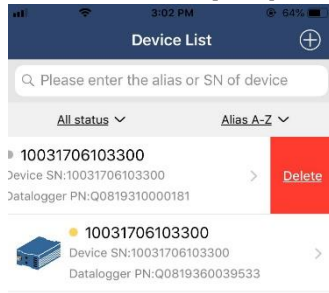 3:02 PM
64%
Device List
Please enter the alias or SN of device
All status
Alias A-Z
10031706103300
Device SN:10031706103300
Datalogger PN:Q0819310000181
Delete
10031706103300
Device SN:10031706103300
Datalogger PN:Q0819360039533